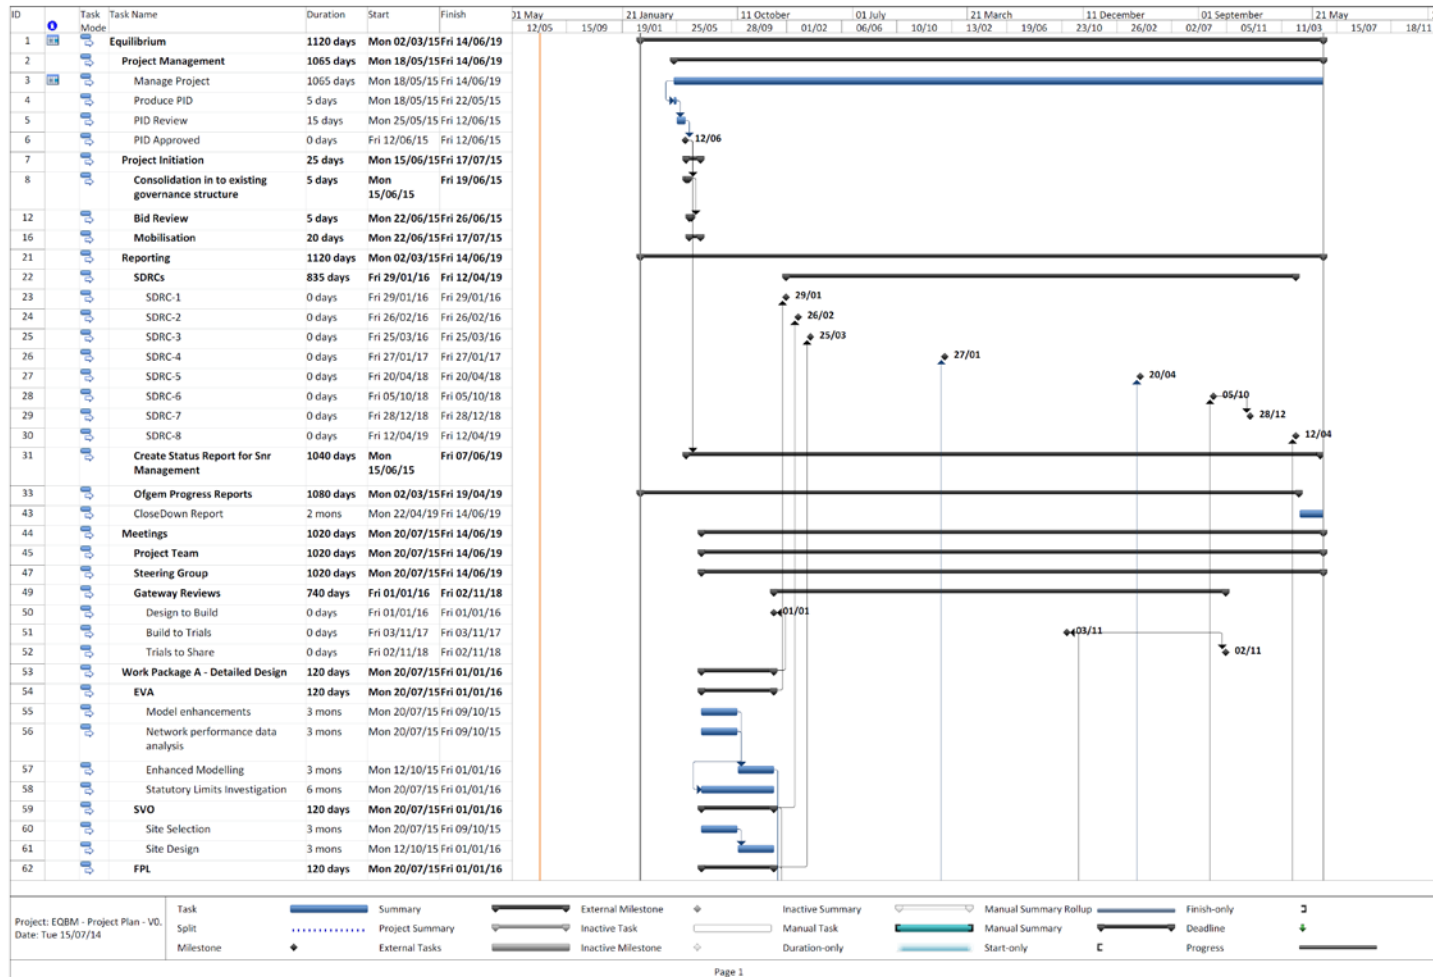 ID Task Mode Task Name Duration Start Finish
01 May 21 January 11 October 01 July 21 March 11 December 01 September 21 May
12/05 15/09 19/01 25/05 28/09 01/02 06/06 10/10 13/02 19/06 23/10 26/02 02/07 05/11 11/03 15/07 18/11
1 Equilibrium 1120 days Mon 02/03/15 Fri 14/06/19
2 Project Management 1065 days Mon 18/05/15 Fri 14/06/19
3 Manage Project 1065 days Mon 18/05/15 Fri 14/06/19
4 Produce PID 5 days Mon 18/05/15 Fri 22/05/15
5 PID Review 15 days Mon 25/05/15 Fri 12/06/15
6 PID Approved 0 days Fri 12/06/15 Fri 12/06/15 12/06
7 Project Initiation 25 days Mon 15/06/15 Fri 17/07/15
8 Consolidation in to existing 5 days Mon Fri 19/06/15
governance structure 15/06/15
12 Bid Review 5 days Mon 22/06/15 Fri 26/06/15
16 Mobilisation 20 days Mon 22/06/15 Fri 17/07/15
21 Reporting 1120 days Mon 02/03/15 Fri 14/06/19
22 SDRCs 835 days Fri 29/01/16 Fri 12/04/19
23 SDRC-1 0 days Fri 29/01/16 Fri 29/01/16 29/01
24 SDRC-2 0 days Fri 26/02/16 Fri 26/02/16 26/02
25 SDRC-3 0 days Fri 25/03/16 Fri 25/03/16 25/03
26 SDRC-4 0 days Fri 27/01/17 Fri 27/01/17 27/01
27 SDRC-5 0 days Fri 20/04/18 Fri 20/04/18 20/04
28 SDRC-6 0 days Fri 05/10/18 Fri 05/10/18 05/10
29 SDRC-7 0 days Fri 28/12/18 Fri 28/12/18 28/12
30 SDRC-8 0 days Fri 12/04/19 Fri 12/04/19 12/04
31 Create Status Report for Snr 1040 days Mon Fri 07/06/19
Management 15/06/15
33 Ofgem Progress Reports 1080 days Mon 02/03/15 Fri 19/04/19
43 CloseDown Report 2 mons Mon 22/04/19 Fri 14/06/19
44 Meetings 1020 days Mon 20/07/15 Fri 14/06/19
45 Project Team 1020 days Mon 20/07/15 Fri 14/06/19
47 Steering Group 1020 days Mon 20/07/15 Fri 14/06/19
49 Gateway Reviews 740 days Fri 01/01/16 Fri 02/11/18
50 Design to Build 0 days Fri 01/01/16 Fri 01/01/16 01/01
51 Build to Trials 0 days Fri 03/11/17 Fri 03/11/17 03/11
52 Trials to Share 0 days Fri 02/11/18 Fri 02/11/18 02/11
53 Work Package A - Detailed Design 120 days Mon 20/07/15 Fri 01/01/16
54 EVA 120 days Mon 20/07/15 Fri 01/01/16
55 Model enhancements 3 mons Mon 20/07/15 Fri 09/10/15
56 Network performance data 3 mons Mon 20/07/15 Fri 09/10/15
analysis
57 Enhanced Modelling 3 mons Mon 12/10/15 Fri 01/01/16
58 Statutory Limits Investigation 6 mons Mon 20/07/15 Fri 01/01/16
59 SVO 120 days Mon 20/07/15 Fri 01/01/16
60 Site Selection 3 mons Mon 20/07/15 Fri 09/10/15
61 Site Design 3 mons Mon 12/10/15 Fri 01/01/16
62 FPL 120 days Mon 20/07/15 Fri 01/01/16
Project: EQBM - Project Plan - V0.
Date: Tue 15/07/14
Task Summary External Milestone Inactive Summary Manual Summary Rollup Finish-only
Split Project Summary Inactive Task Manual Task Manual Summary Deadline
Milestone External Tasks Inactive Milestone Duration-only Start-only Progress
Page 1